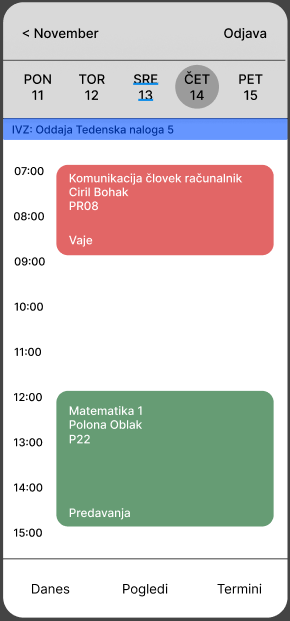 < November
Odjava
PON TOR SRE ČET PET
11 12 13 14 15
IVZ: Oddaja Tedenska naloga 5
07:00
Komunikacija človek računalnik
Ciril Bohak
PR08
08:00
Vaje
09:00
10:00
11:00
12:00
Matematika 1
Polona Oblak
P22
13:00
14:00
Predavanja
15:00
Danes
Pogledi
Termini